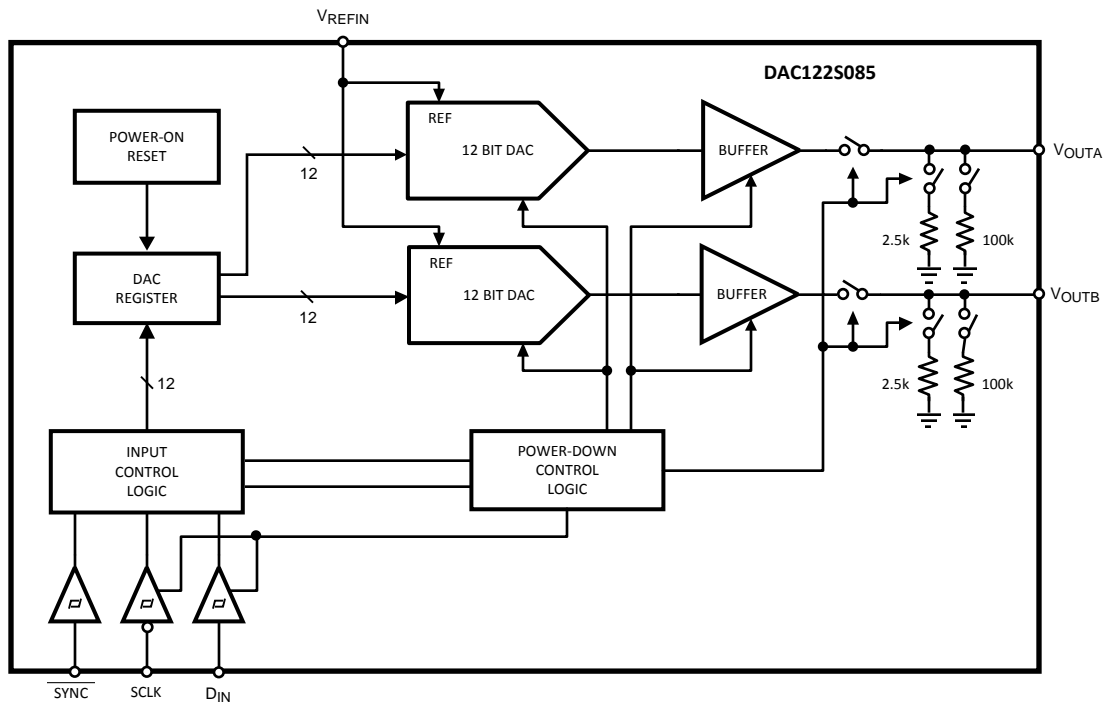 VREFIN
DAC122S085
POWER-ON
RESET
REF
12 BIT DAC
BUFFER
VOUTA
12
2.5k
100k
DAC
REGISTER
REF
12 BIT DAC
BUFFER
VOUTB
12
12
2.5k
100k
INPUT
CONTROL
LOGIC
POWER-DOWN
CONTROL
LOGIC
SYNC
SCLK
DIN